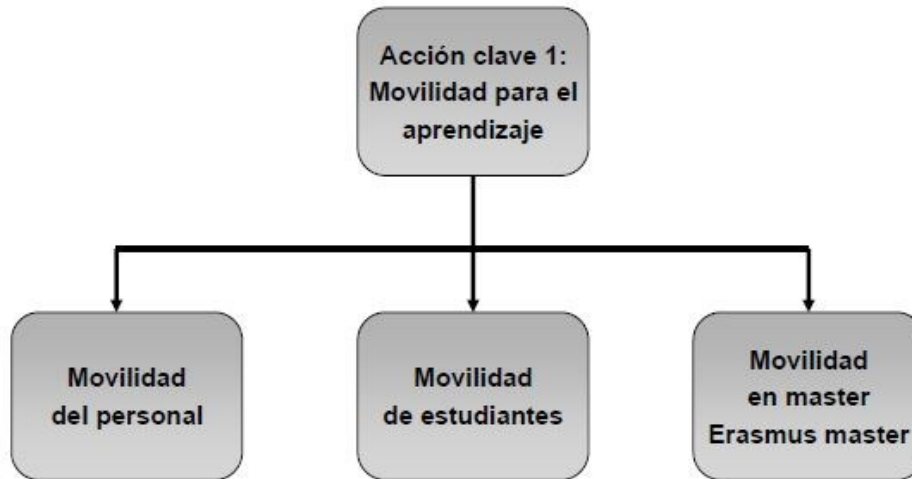 Acción clave 1:
Movilidad para el
aprendizaje
Movilidad
del personal
Movilidad
de estudiantes
Movilidad
en master
Erasmus master